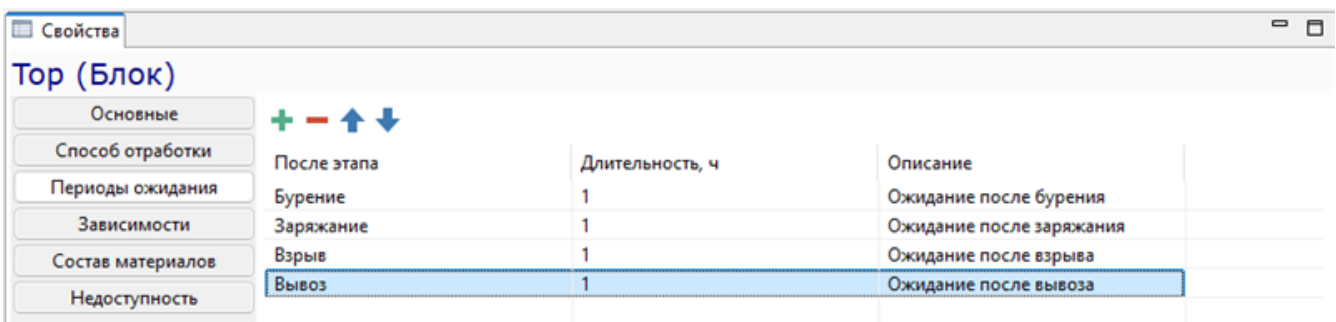 Свойства
Top (Блок)
Основные
Способ отработки
Периоды ожидания
Зависимости
Состав материалов
Недоступность
После этапа Длительность, ч Описание
Бурение 1 Ожидание после бурения
Заряжание 1 Ожидание после заряжания
Взрыв 1 Ожидание после взрыва
Вывоз 1 Ожидание после вывоза